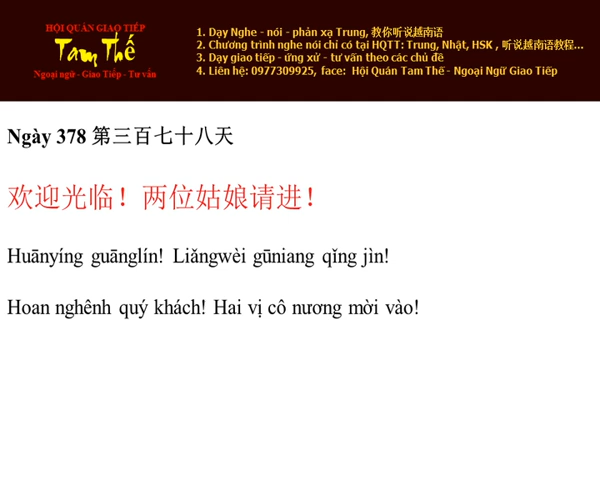 HỘI QUÁN GIAO TIẾP
Tam Thế
Ngoại ngữ - Giao Tiếp - Tư vấn
1. Dạy Nghe - nói - phản xạ Trung, 教你听说越南语
2. Chương trình nghe nói chỉ có tại HQTT: Trung, Nhật, HSK , 听说越南语教程...
3. Dạy giao tiếp - ứng xử - tư vấn theo các chủ đề
4. Liên hệ: 0977309925, face: Hội Quán Tam Thế - Ngoại Ngữ Giao Tiếp
Ngày 378 第三百七十八天
欢迎光临！两位姑娘请进！
Huānyíng guānglín! Liǎngwèi gūniang qǐng jìn!
Hoan nghênh quý khách! Hai vị cô nương mời vào!